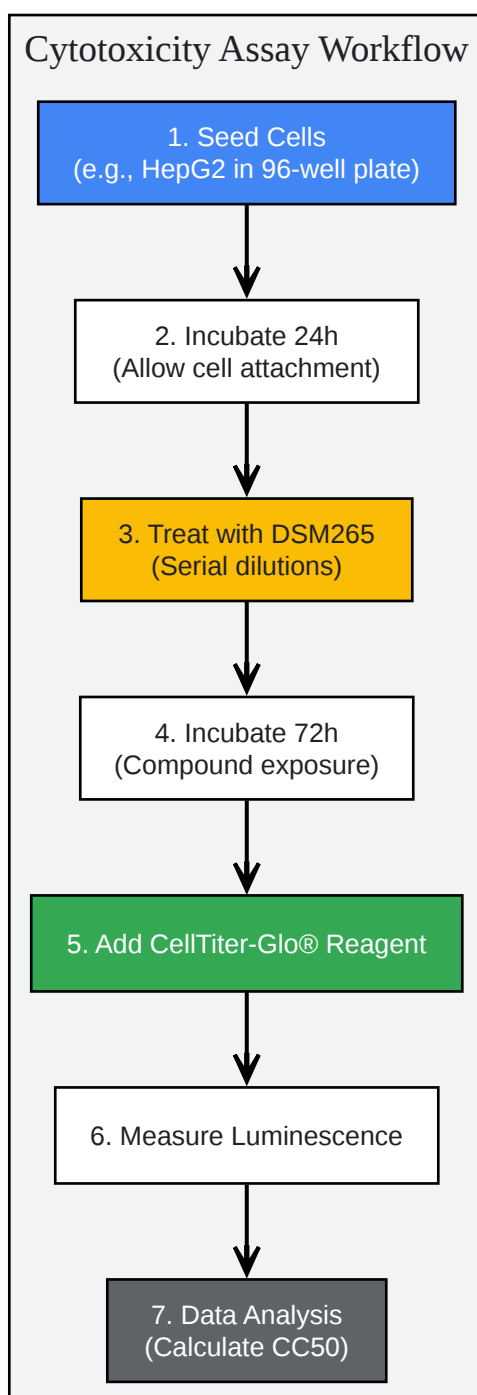 Cytotoxicity Assay Workflow
1. Seed Cells
(e.g., HepG2 in 96-well plate)
2. Incubate 24h
(Allow cell attachment)
3. Treat with DSM265
(Serial dilutions)
4. Incubate 72h
(Compound exposure)
5. Add CellTiter-Glo® Reagent
6. Measure Luminescence
7. Data Analysis
(Calculate CC50)